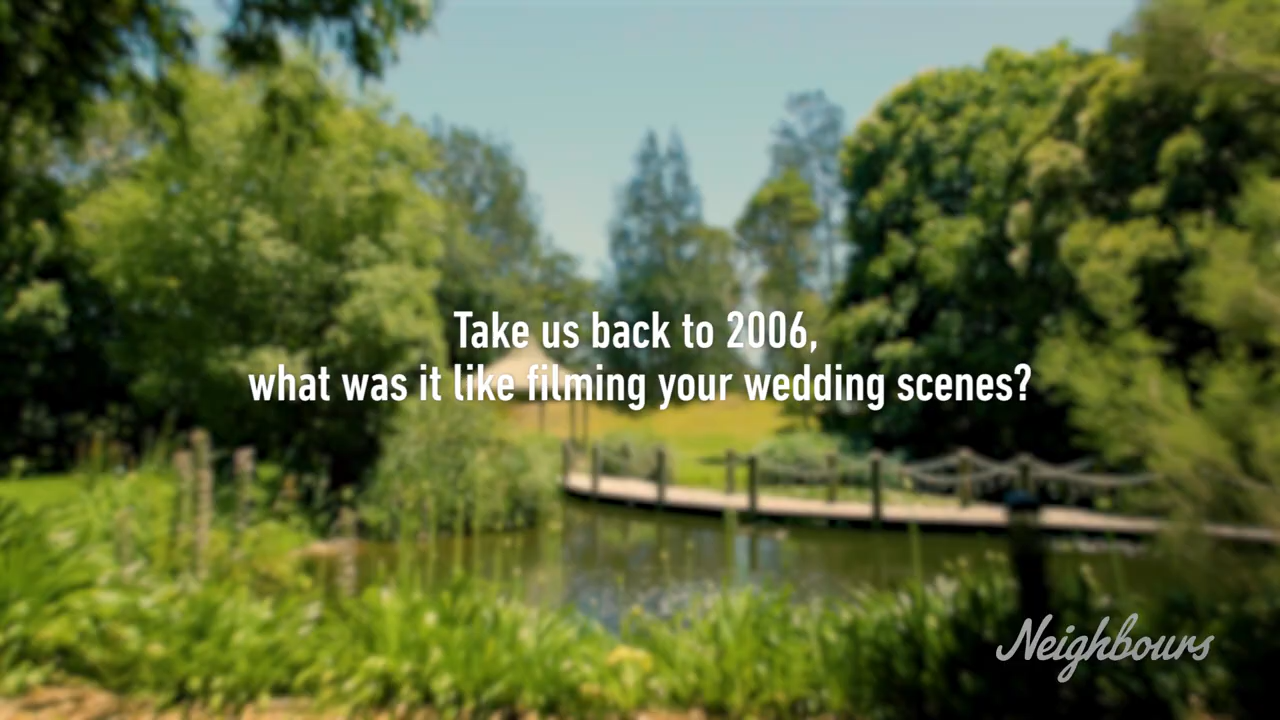 Take us back to 2006,
what was it like filming your wedding scenes?
Neighbours